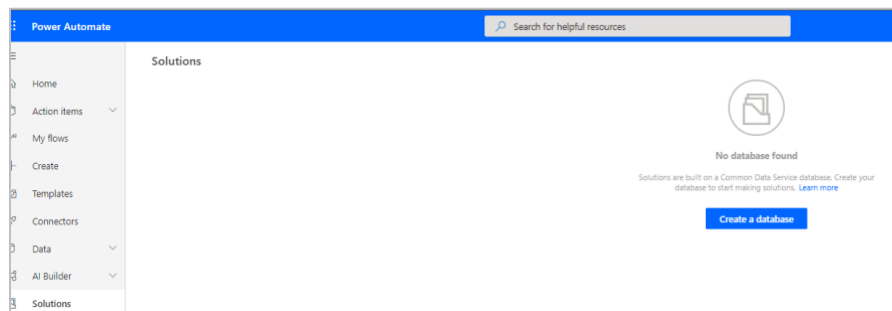 Power Automate
Search for helpful resources
Solutions
Home
Action items
My flows
Create
Templates
Connectors
Data
AI Builder
Solutions
No database found
Solutions are built on a Common Data Service database. Create your
database to start making solutions. Learn more
Create a database